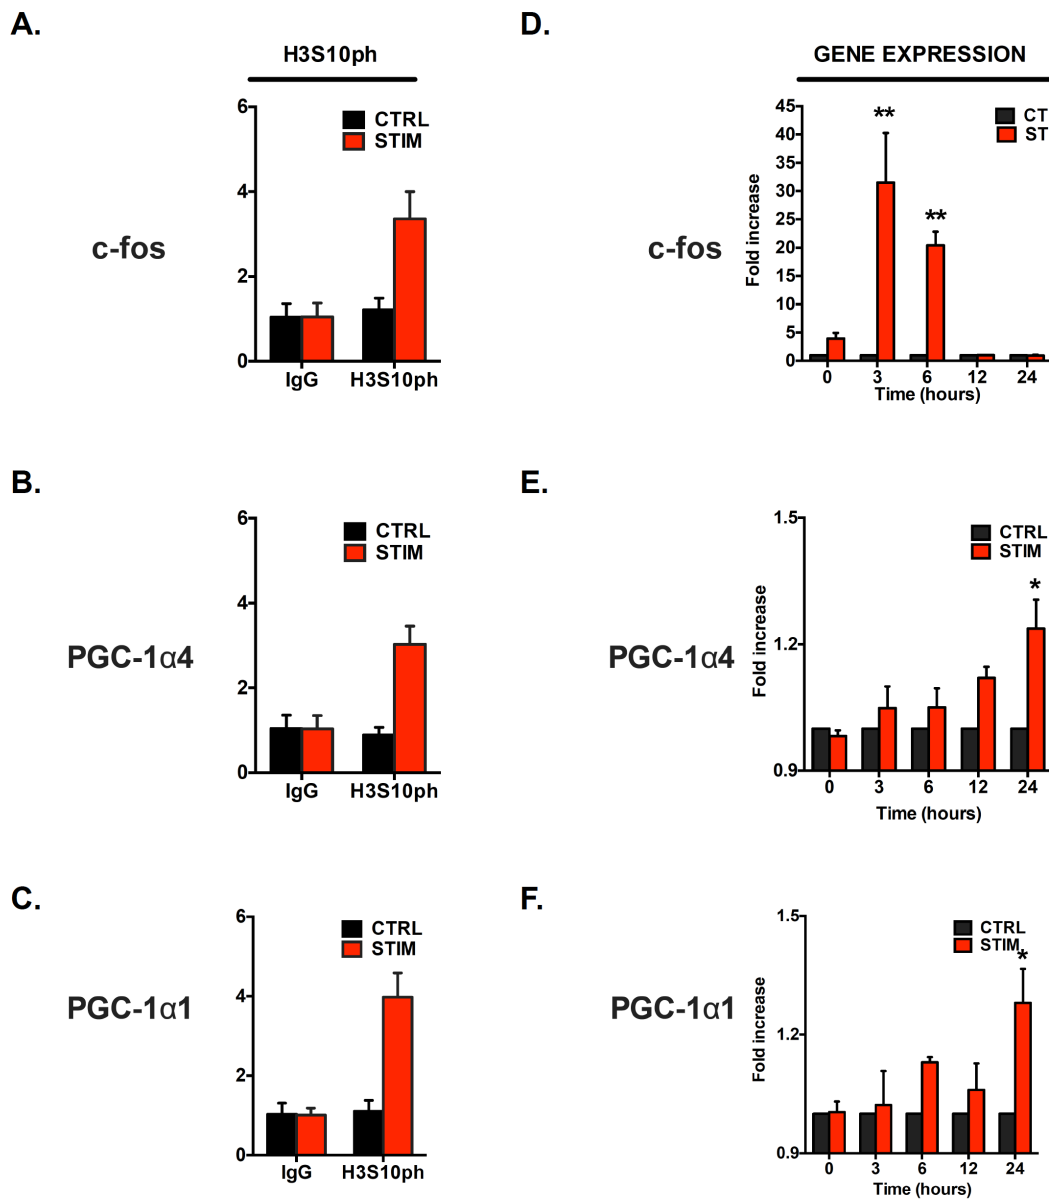 A.
H3S10ph
6
4
2
0
CTRL
STIM
c-fos
IgG
H3S10ph
D.
GENE EXPRESSION
45
40
35
30
25
20
15
10
5
0
Fold increase
**
**
CT
ST
c-fos
0
3
6
12
24
Time (hours)
B.
6
4
2
0
CTRL
STIM
PGC-1α4
IgG
H3S10ph
E.
1.5
1.2
0.9
Fold increase
CTRL
STIM
*
PGC-1α4
0
3
6
12
24
Time (hours)
C.
6
4
2
0
CTRL
STIM
PGC-1α1
IgG
H3S10ph
F.
1.5
1.2
0.9
Fold increase
CTRL
STIM
*
PGC-1α1
0
3
6
12
24
Time (hours)